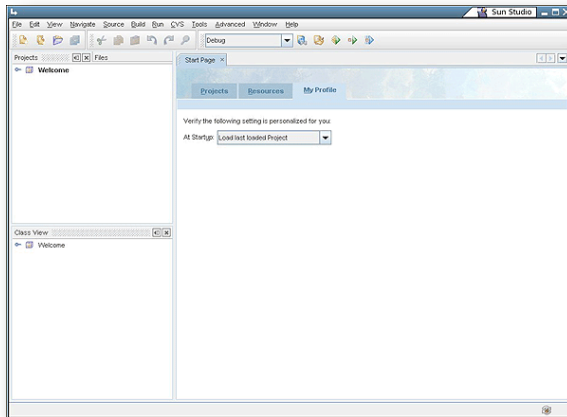 Sun Studio
File Edit View Navigate Source Build Run CVS Tools Advanced Window Help
Debug
Projects Files
Welcome
Start Page
Projects Resources My Profile
Verify the following setting is personalized for you:
At Startup: Load last loaded Project
Class View
Welcome